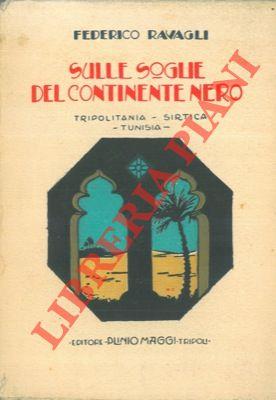 FEDERICO RAVAGLI
SULLE SOGLIE
DEL CONTINENTE NERO
TRIPOLITANIA - SIRTICA
- TUNISIA -
LIBRERIA PIANI
·EDITORE·PLINIO MAGGI·TRIPOLI·